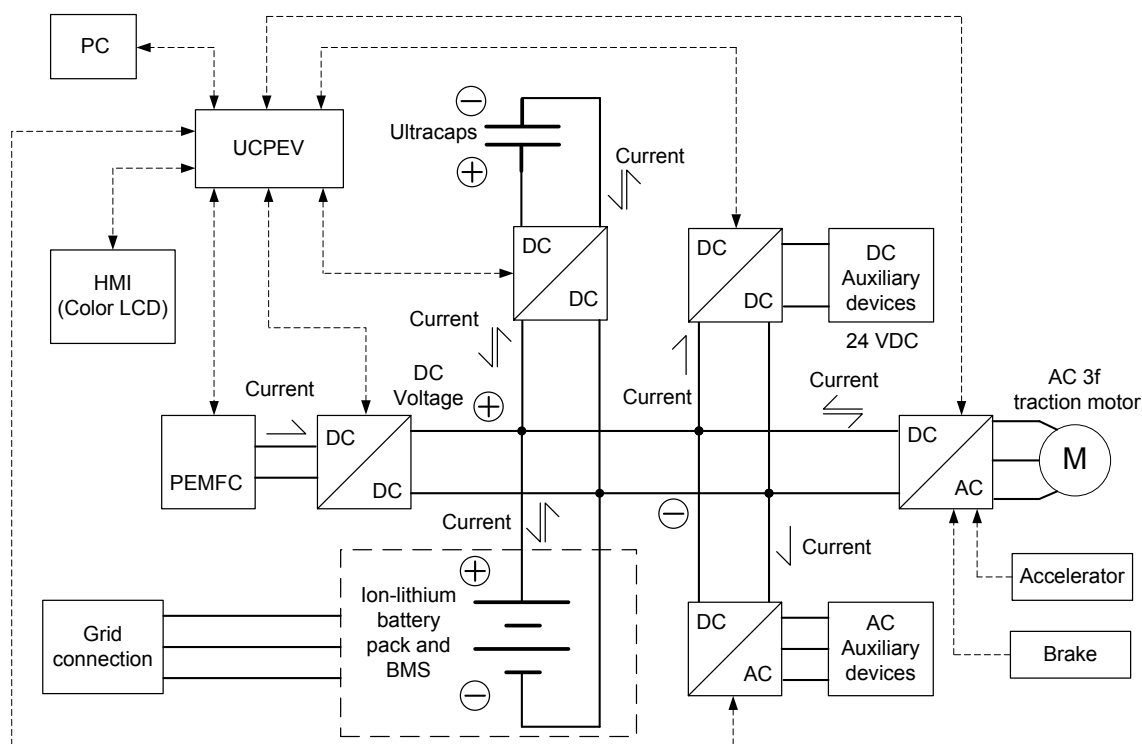 PC
UCPEV
HMI
(Color LCD)
Ultracaps
−
+
Current
DC
DC
Current
DC
Voltage
+
DC
DC
DC
Auxiliary
devices
24 VDC
Current
Current
AC 3f
traction motor
Current
PEMFC
DC
DC
DC
AC
M
−
Current
Current
Grid
connection
Ion-lithium
battery
pack and
BMS
+
−
DC
AC
AC
Auxiliary
devices
Accelerator
Brake